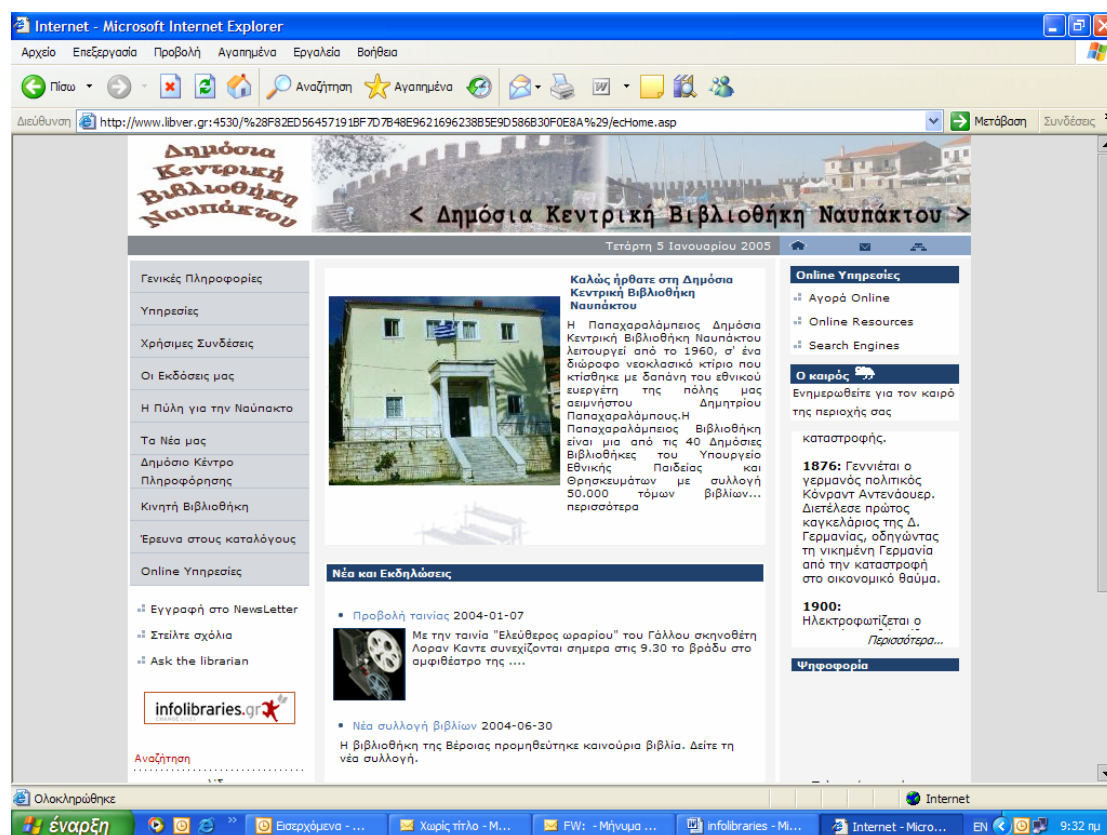 Internet - Microsoft Internet Explorer
Αρχείο Επεξεργασία Προβολή Αγαπημένα Εργαλεία Βοήθεια
Πίσω Αναζήτηση Αγαπημένα
Διεύθυνση http://www.libver.gr:4530/%28F82ED56457191BF7D7B48E9621696238B5E9D586B30F0E8A%29/ecHome.asp Μετάβαση Συνδέσεις
Δημόσια
Κεντρική
Βιβλιοθήκη
Ναυπάκτου
< Δημόσια Κεντρική Βιβλιοθήκη Ναυπάκτου >
Τετάρτη 5 Ιανουαρίου 2005
Γενικές Πληροφορίες
Υπηρεσίες
Χρήσιμες Συνδέσεις
Οι Εκδόσεις μας
Η Πύλη για την Ναύπακτο
Τα Νέα μας
Δημόσιο Κέντρο
Πληροφόρησης
Κινητή Βιβλιοθήκη
Έρευνα στους καταλόγους
Online Υπηρεσίες
Εγγραφή στο NewsLetter
Στείλτε σχόλια
Ask the librarian
infolibraries.gr
Αναζήτηση
Καλώς ήρθατε στη Δημόσια
Κεντρική Βιβλιοθήκη
Ναυπάκτου
Η Παπαχαραλάμπειος Δημόσια
Κεντρική Βιβλιοθήκη Ναυπάκτου
λειτουργεί από το 1960, σ' ένα
διώροφο νεοκλασικό κτίριο που
κτίσθηκε με δαπάνη του εθνικού
ευεργέτη της πόλης μας
αειμνήστου Δημητρίου
Παπαχαραλάμπους.Η
Παπαχαραλάμπειος Βιβλιοθήκη
είναι μια από τις 40 Δημόσιες
Βιβλιοθήκες του Υπουργείο
Εθνικής Παιδείας και
Θρησκευμάτων με συλλογή
50.000 τόμων βιβλίων...
περισσότερα
Νέα και Εκδηλώσεις
Προβολή ταινίας 2004-01-07
Με την ταινία "Ελεύθερος ωραρίου" του Γάλλου σκηνοθέτη
Λοραν Καντε συνεχίζονται σημερα στις 9.30 το βράδυ στο
αμφιθέατρο της ....
Νέα συλλογή βιβλίων 2004-06-30
Η βιβλιοθήκη της Βέροιας προμηθεύτηκε καινούρια βιβλία. Δείτε τη
νέα συλλογή.
Online Υπηρεσίες
Αγορά Online
Online Resources
Search Engines
Ο καιρός
Ενημερωθείτε για τον καιρό
της περιοχής σας
καταστροφής.
1876: Γεννιέται ο
γερμανός πολιτικός
Κόνραντ Αντενάουερ.
Διετέλεσε πρώτος
καγκελάριος της Δ.
Γερμανίας, οδηγώντας
τη νικημένη Γερμανία
από την καταστροφή
στο οικονομικό θαύμα.
1900:
Ηλεκτροφωτίζεται ο
Περισσότερα...
Ψηφοφορία
Ολοκληρώθηκε Internet
έναρξη Εισερχόμενα - ... Χωρίς τίτλο - Μ... FW: - Μήνυμα ... infolibraries - Mi... Internet - Micro... EN 9:32 πμ